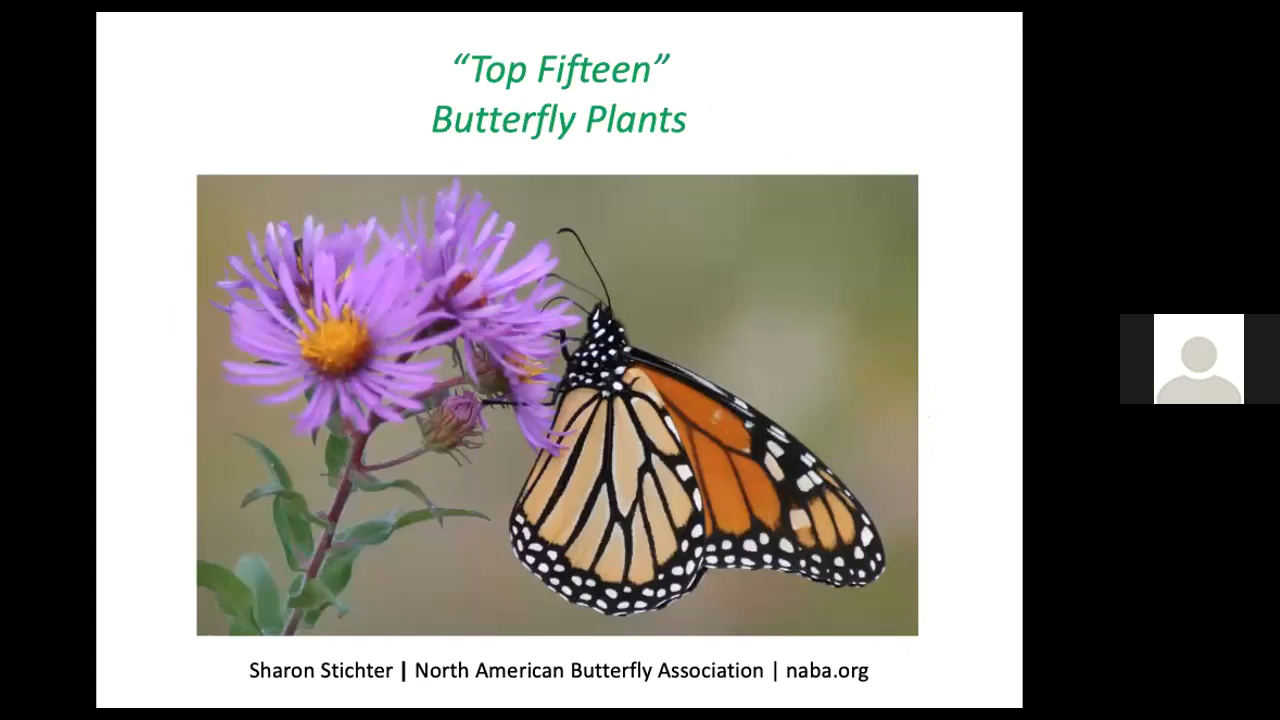 “Top Fifteen”
Butterfly Plants
Sharon Stichter | North American Butterfly Association | naba.org